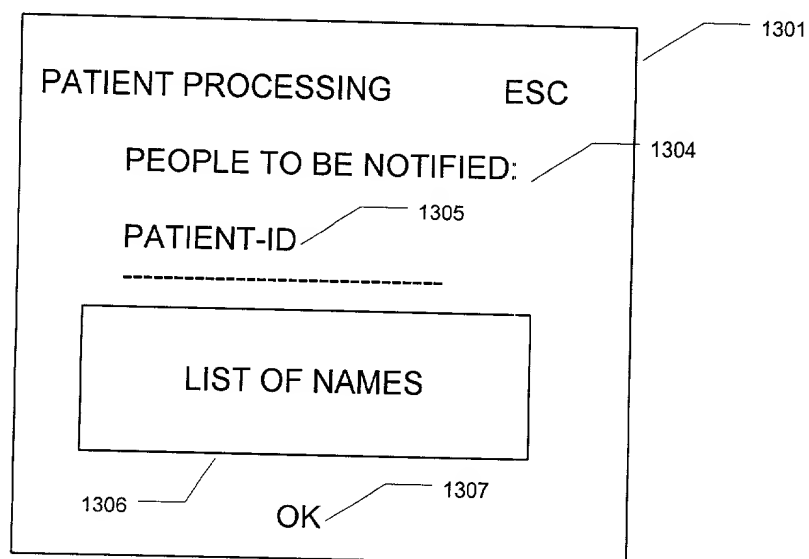 1301
PATIENT PROCESSING ESC
PEOPLE TO BE NOTIFIED: 1304
PATIENT-ID 1305
-------------------------------
LIST OF NAMES
1306 OK 1307